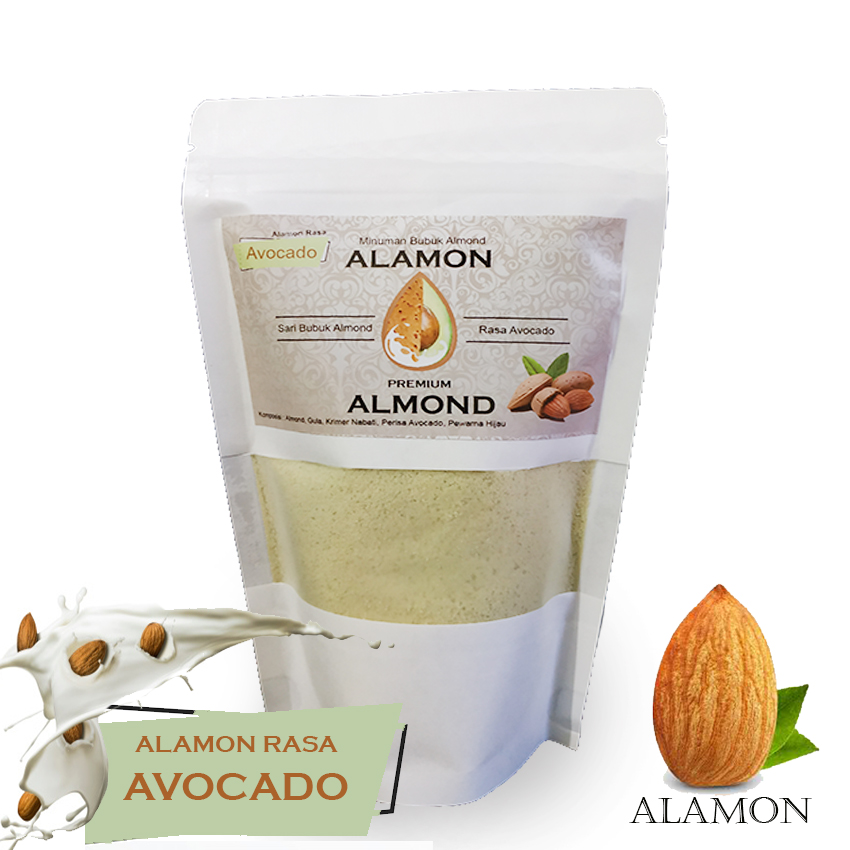 Alamon Rasa
Avocado
Minuman Bubuk Almond
ALAMON
Sari Bubuk Almond
Rasa Avocado
PREMIUM
ALMOND
Komposisi : Almond, Gula, Krimer Nabati, Perisa Avocado, Pewarna Hijau
ALAMON RASA
AVOCADO
ALAMON